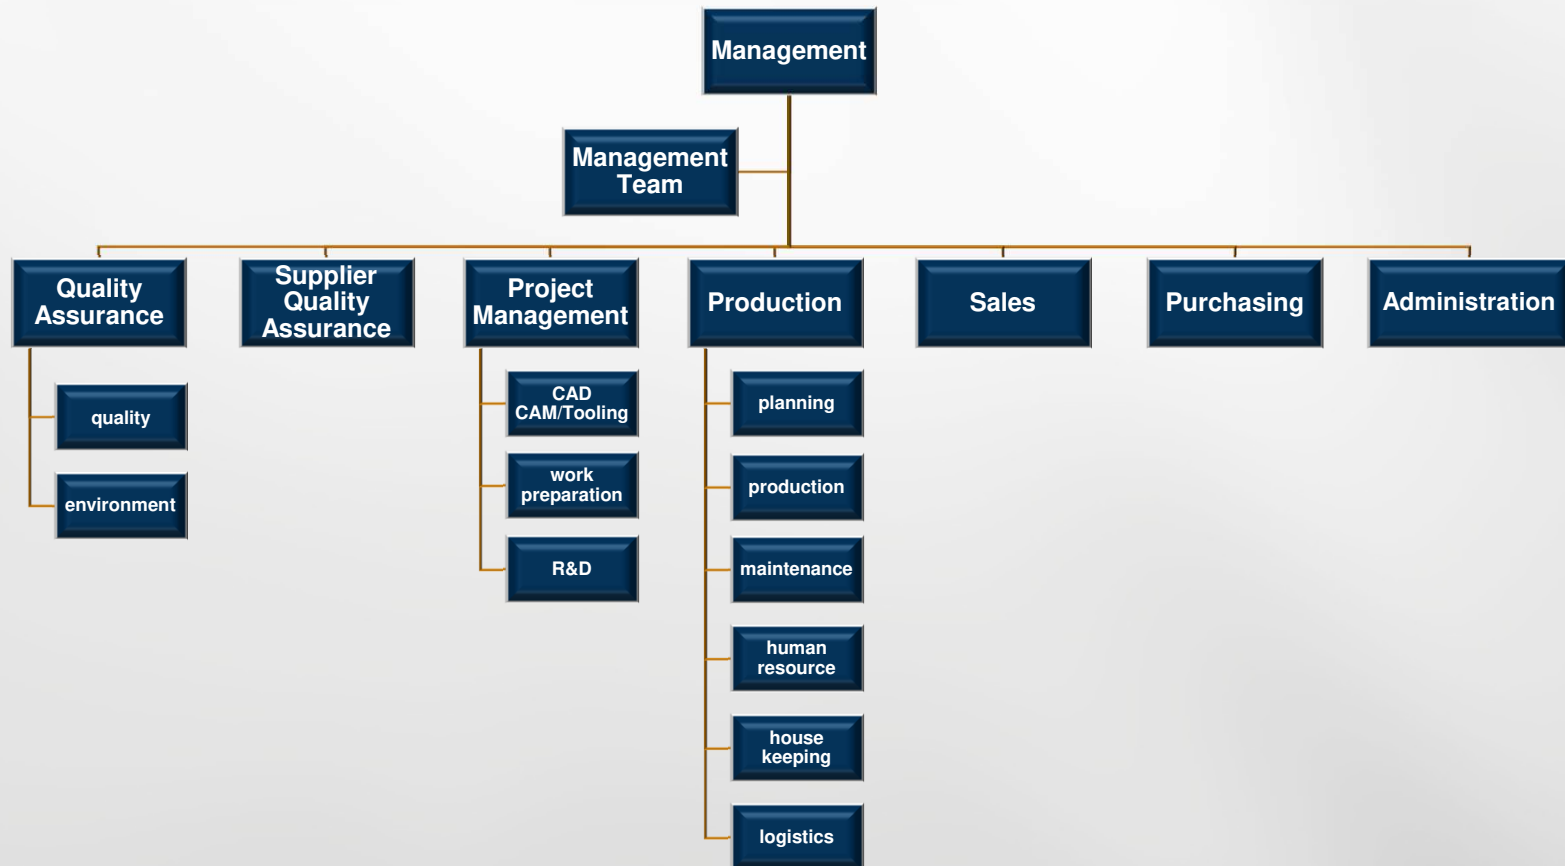 Management
Management
Team
Quality
Assurance
Supplier
Quality
Assurance
Project
Management
Production
Sales
Purchasing
Administration
quality
environment
CAD
CAM/Tooling
work
preparation
R&D
planning
production
maintenance
human
resource
house
keeping
logistics